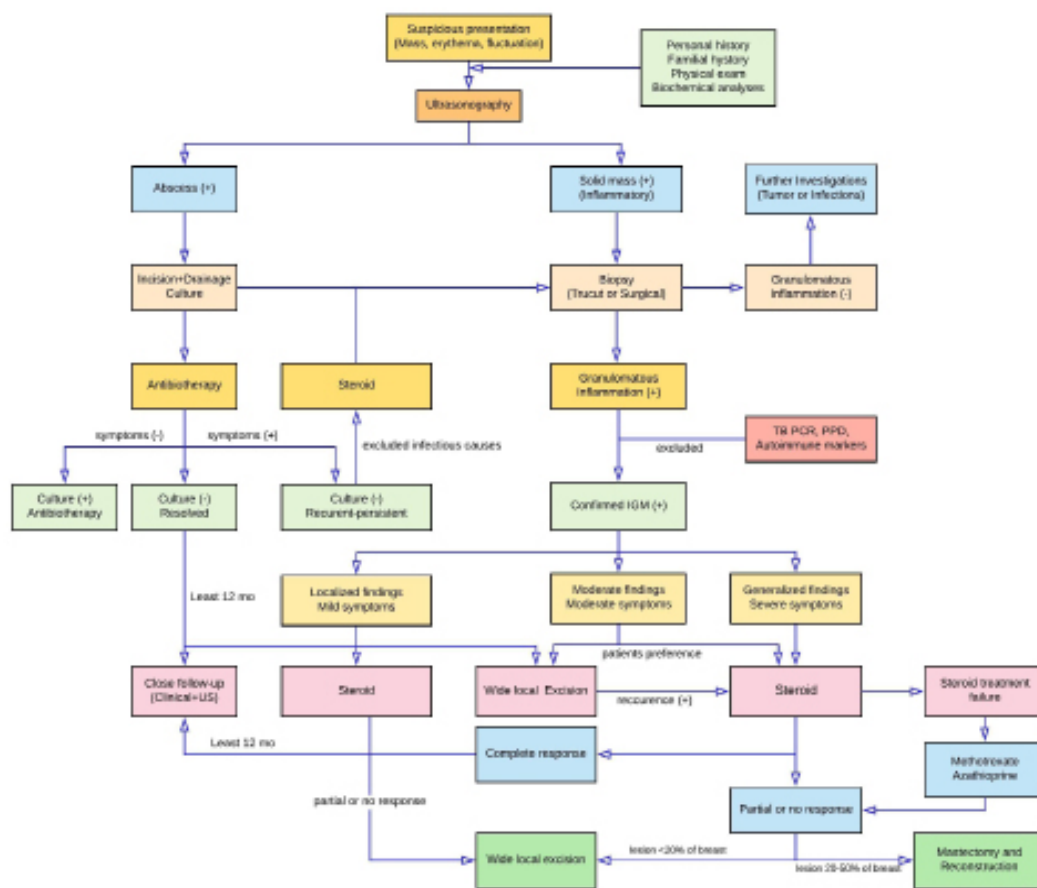 Suspicious presentation
(Mass, erythema, fluctuation)
Personal history
Familial hystory
Physical exam
Biochemical analyses
Ultrasonography
Abscess (+)
Solid mass (+)
(Inflammatory)
Further Investigations
(Tumor or Infections)
Incision+Drainage
Culture
Biopsy
(Trucut or Surgical)
Granulomatous
Inflammation (-)
Antibiotherapy
Steroid
Granulomatous
Inflammation (+)
symptoms (-)
symptoms (+)
excluded infectious causes
excluded
TB PCR, PPD,
Autoimmune markers
Culture (+)
Antibiotherapy
Culture (-)
Resolved
Culture (-)
Recurent-persistent
Confirmed IGM (+)
Least 12 mo
Localized findings
Mild symptoms
Moderate findings
Moderate symptoms
Generalized findings
Severe symptoms
patients preference
Close follow-up
(Clinical+US)
Steroid
Wide local Excision
reccurence (+)
Steroid
Steroid treatment
failure
Least 12 mo
Complete response
Methotrexate
Azathioprine
partial or no response
Partial or no response
Wide local excision
lesion <20% of breast
lesion 20-50% of breast
Mastectomy and
Reconstruction